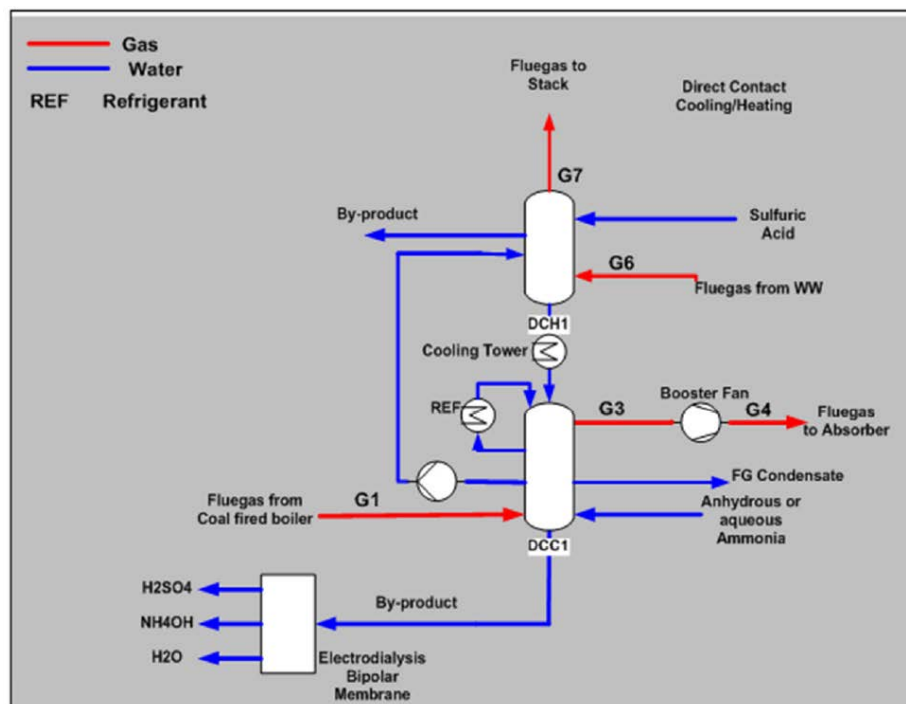 Gas
Water
REF Refrigerant
Fluegas to
Stack
Direct Contact
Cooling/Heating
G7
By-product
Sulfuric
Acid
G6
Fluegas from WW
DCH1
Cooling Tower
REF
G3
Booster Fan
G4
Fluegas
to Absorber
FG Condensate
Fluegas from
Coal fired boiler
G1
Anhydrous or
aqueous
Ammonia
DCC1
H2SO4
NH4OH
H2O
By-product
Electrodialysis
Bipolar
Membrane